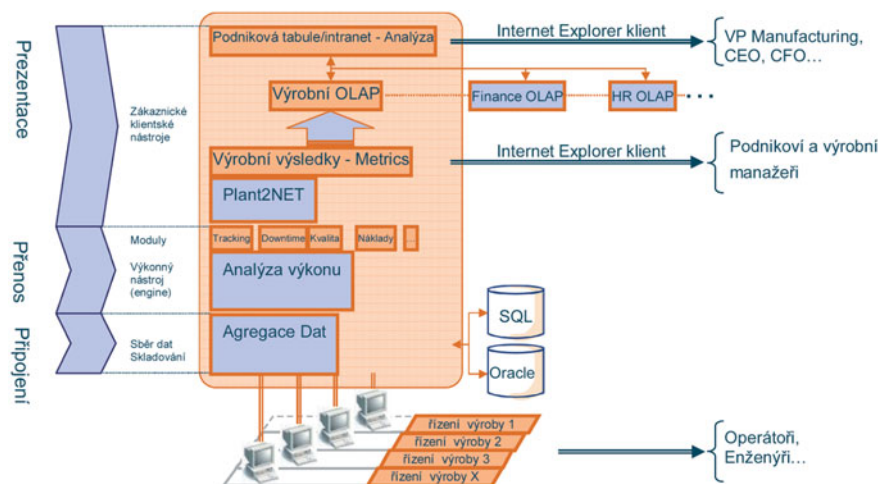 Prezentace
Přenos
Připojení
Zákaznické
klientské
nástroje
Moduly
Výkonný
nástroj
(engine)
Sběr dat
Skladování
Podniková tabule/intranet - Analýza
Výrobní OLAP
Finance OLAP
HR OLAP
...
Výrobní výsledky - Metrics
Plant2NET
Tracking
Downtime
Kvalita
Náklady
Analýza výkonu
Agregace Dat
SQL
Oracle
řízení výroby 1
řízení výroby 2
řízení výroby 3
řízení výroby X
Internet Explorer klient
VP Manufacturing,
CEO, CFO...
Internet Explorer klient
Podnikoví a výrobní
manažeři
Operátoři,
Enženýři...